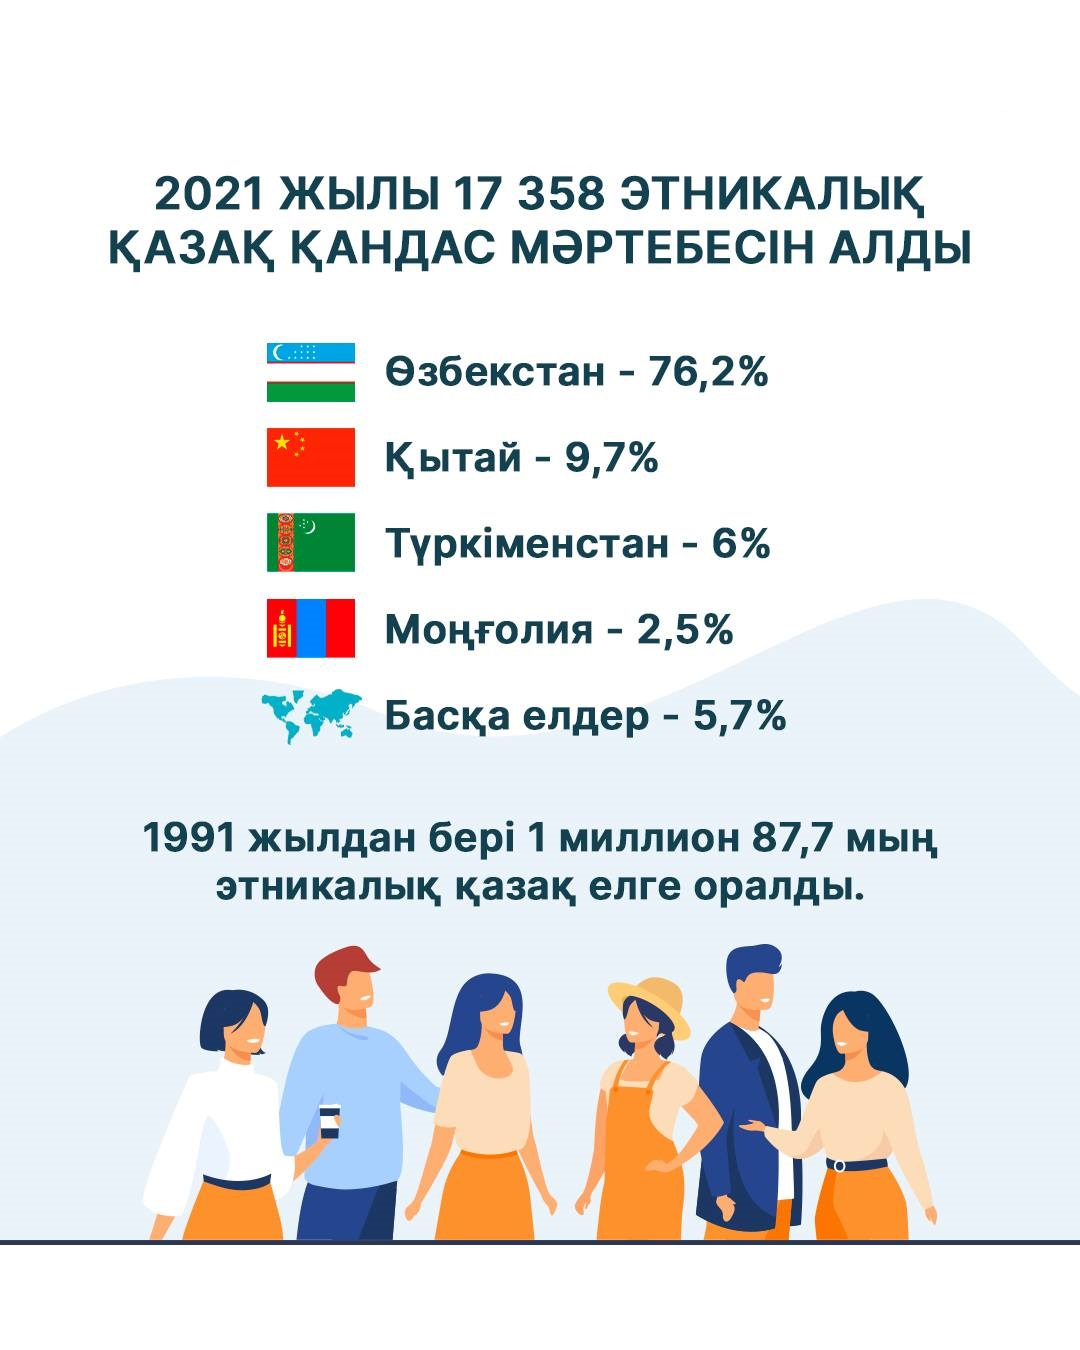 2021 ЖЫЛЫ 17 358 ЭТНИКАЛЫҚ
ҚАЗАҚ ҚАНДАС МӘРТЕБЕСІН АЛДЫ
Өзбекстан - 76,2%
Қытай - 9,7%
Түркіменстан - 6%
Моңғолия - 2,5%
Басқа елдер - 5,7%
1991 жылдан бері 1 миллион 87,7 мың
этникалық қазақ елге оралды.